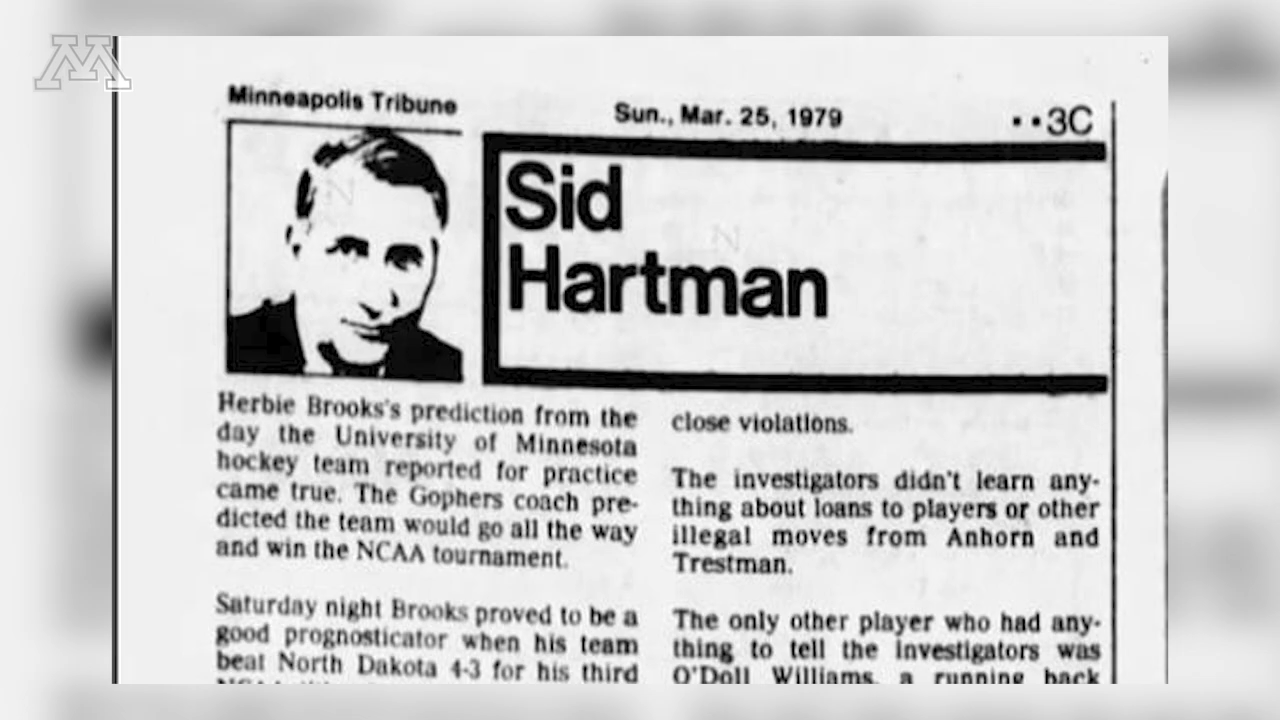 M
Minneapolis Tribune
Sun., Mar. 25, 1979
••3C
Sid
Hartman
Herbie Brooks's prediction from the
day the University of Minnesota
hockey team reported for practice
came true. The Gophers coach pre-
dicted the team would go all the way
and win the NCAA tournament.
Saturday night Brooks proved to be a
good prognosticator when his team
beat North Dakota 4-3 for his third
close violations.
The investigators didn't learn any-
thing about loans to players or other
illegal moves from Anhorn and
Trestman.
The only other player who had any-
thing to tell the investigators was
O'Doll Williams, a running back